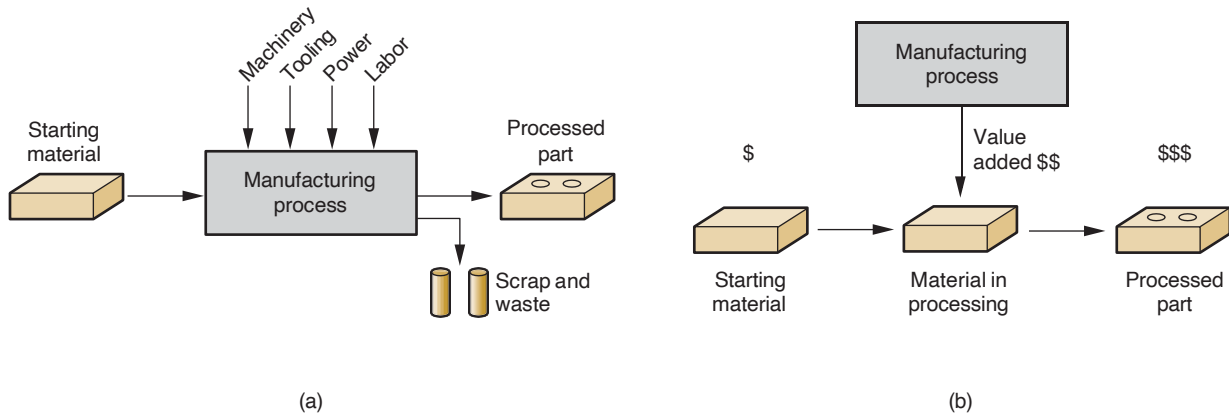 Machinery
Tooling
Power
Labor
Starting
material
Manufacturing
process
Processed
part
Scrap and
waste
(a)
Manufacturing
process
$
Value
added $$
$$$
Starting
material
Material in
processing
Processed
part
(b)